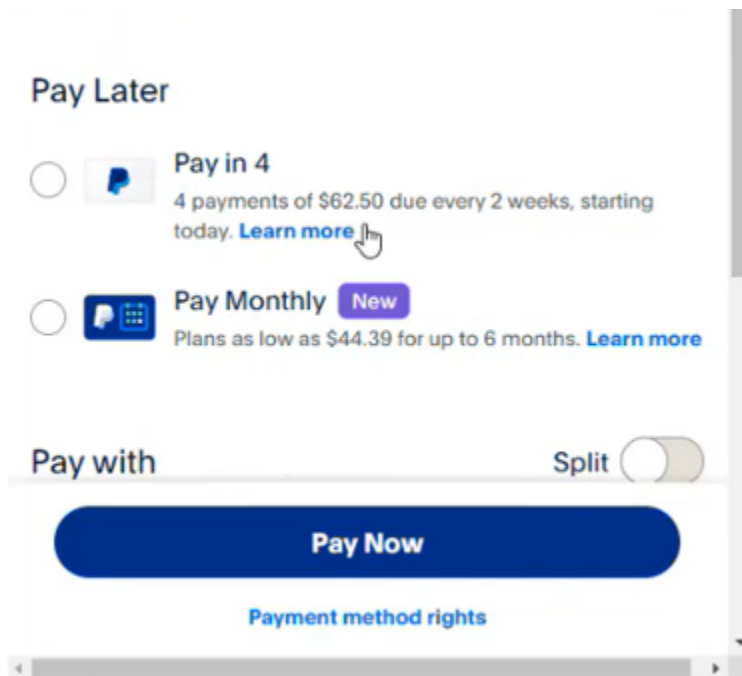 Pay Later
Pay in 4
4 payments of $62.50 due every 2 weeks, starting
today. Learn more
Pay Monthly New
Plans as low as $44.39 for up to 6 months. Learn more
Pay with Split
Pay Now
Payment method rights